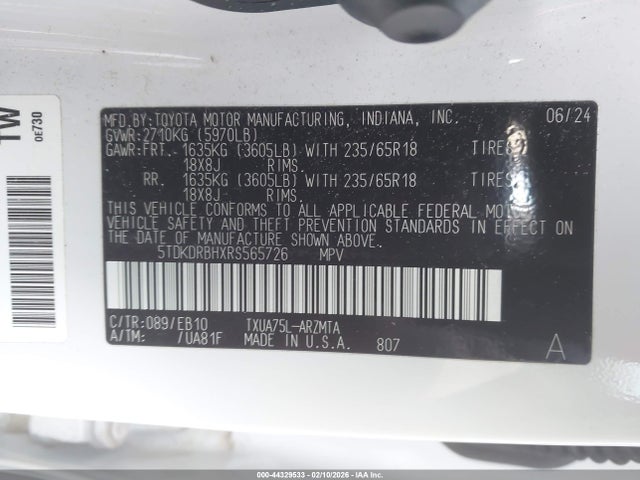 MFD.BY:TOYOTA MOTOR MANUFACTURING, INDIANA, INC. 06/24
GVWR:2710KG (5970LB)
GAWR:FRT. 1635KG (3605LB) WITH 235/65R18 TIRES
18X8J RIMS.
RR. 1635KG (3605LB) WITH 235/65R18 TIRES
18X8J RIMS.
THIS VEHICLE CONFORMS TO ALL APPLICABLE FEDERAL MOTOR
VEHICLE SAFETY AND THEFT PREVENTION STANDARDS IN EFFECT
ON THE DATE OF MANUFACTURE SHOWN ABOVE.
5TDKDRBHXRS565726 MPV
C/TR:089/EB10 TXUA75L-ARZMTA
A/TM: /UA81F MADE IN U.S.A. 807 A
TW
0E730
000-44329533 - 02/10/2026 - Copyright © IAA, LLC